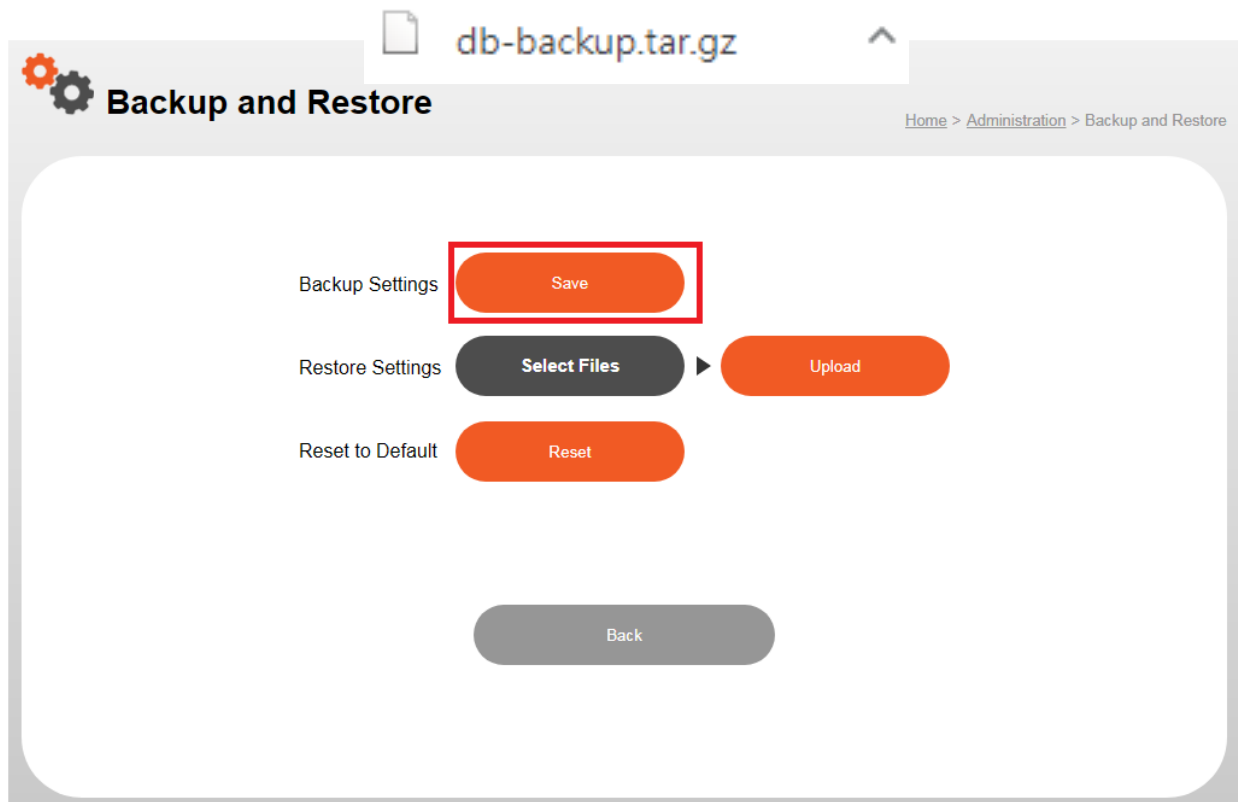 db-backup.tar.gz
Backup and Restore
Home > Administration > Backup and Restore
Backup Settings Save
Restore Settings Select Files Upload
Reset to Default Reset
Back